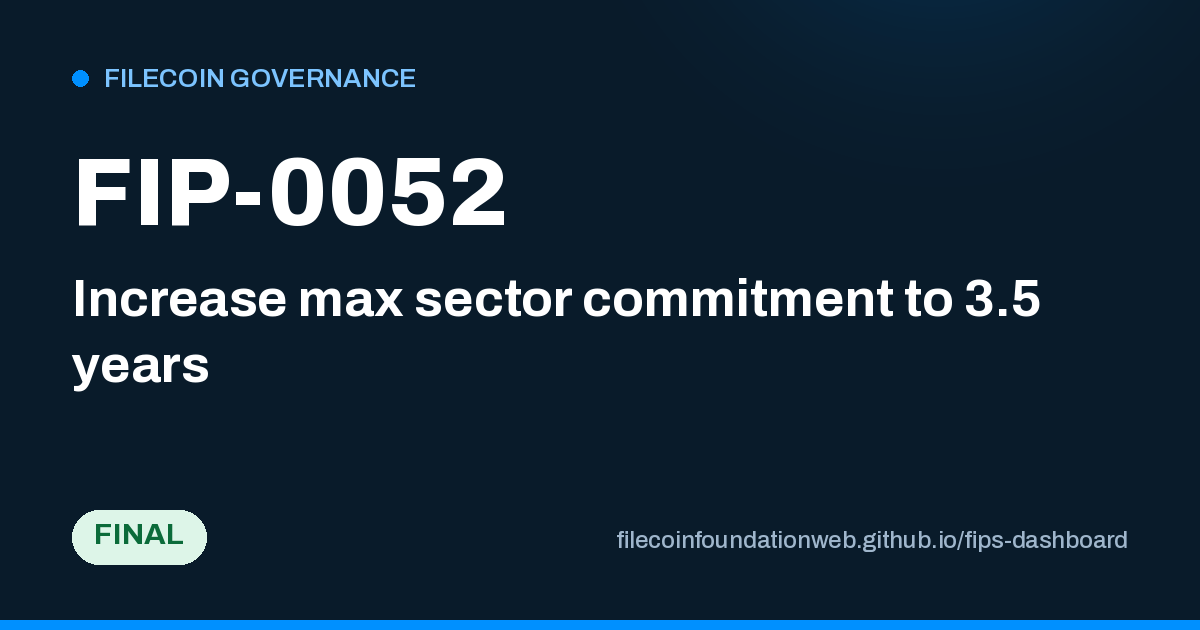 FILECOIN GOVERNANCE
FIP-0052
Increase max sector commitment to 3.5
years
FINAL
filecoinfoundationweb.github.io/fips-dashboard